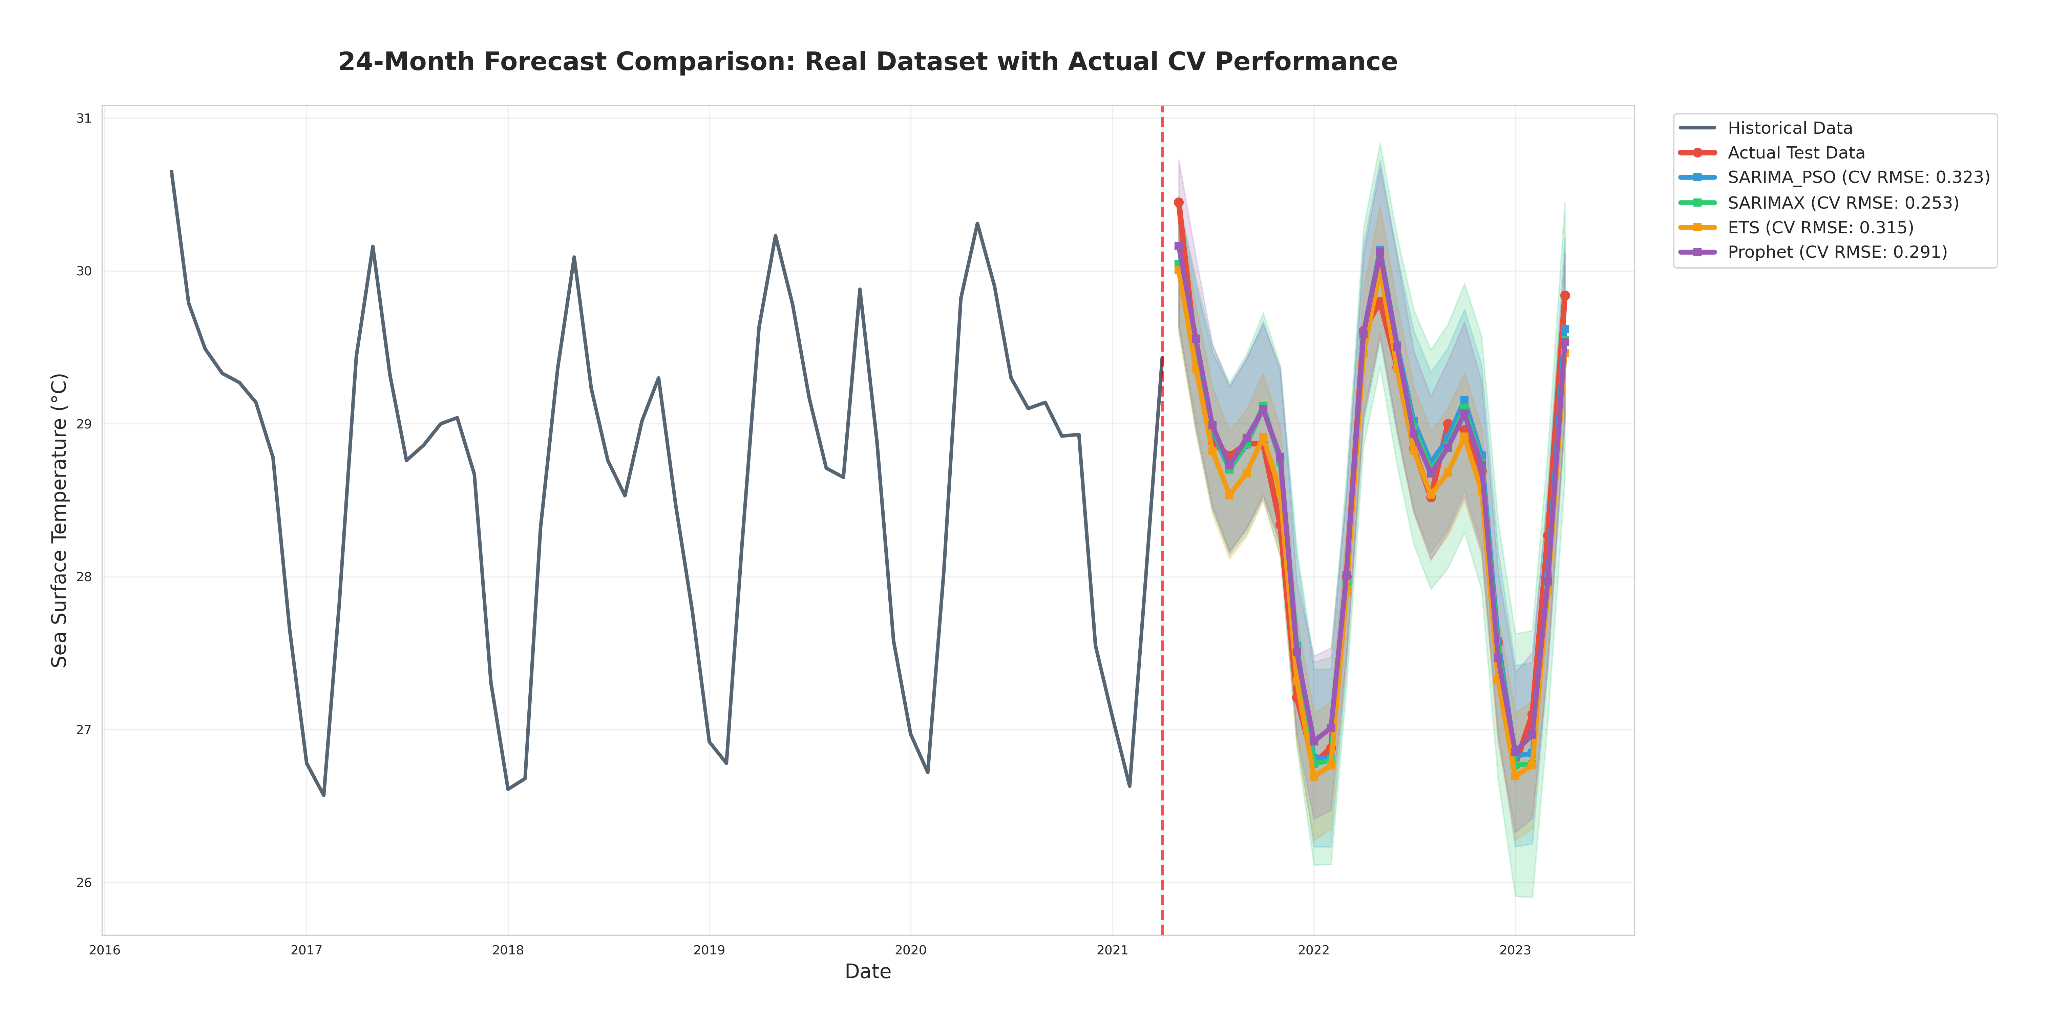 24-Month Forecast Comparison: Real Dataset with Actual CV Performance
Historical Data
Actual Test Data
SARIMA_PSO (CV RMSE: 0.323)
SARIMAX (CV RMSE: 0.253)
ETS (CV RMSE: 0.315)
Prophet (CV RMSE: 0.291)
Sea Surface Temperature (°C)
31
30
29
28
27
26
2016
2017
2018
2019
2020
2021
2022
2023
Date